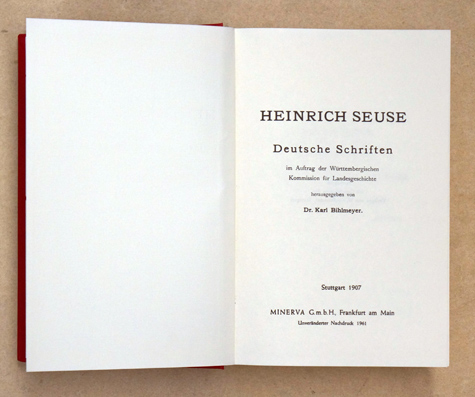 HEINRICH SEUSE
Deutsche Schriften
im Auftrag der Württembergischen
Kommission für Landesgeschichte
herausgegeben von
Dr. Karl Bihlmeyer.
Stuttgart 1907
MINERVA G.m.b.H., Frankfurt am Main
Unveränderter Nachdruck 1961